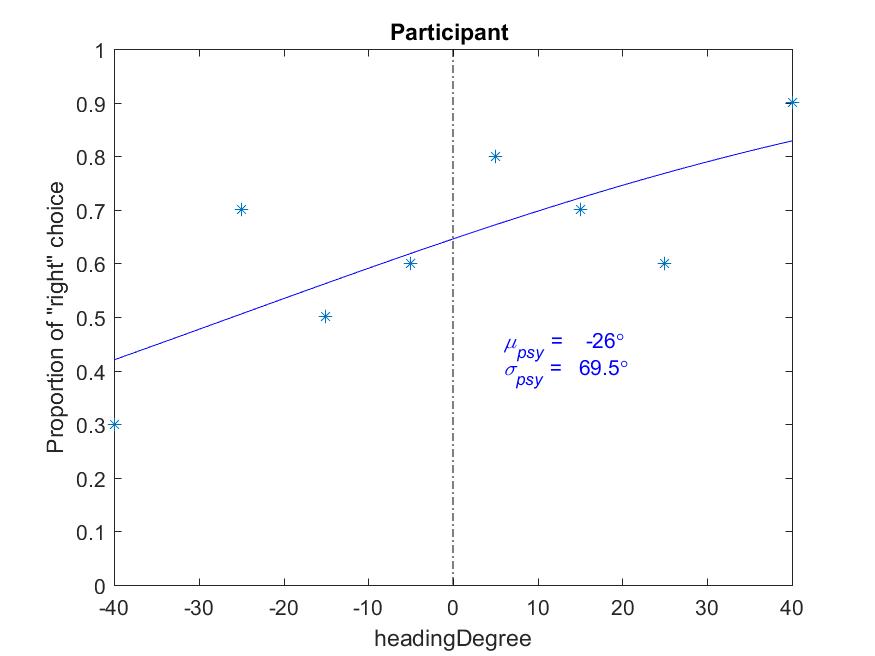 Participant
1
0.9
0.8
0.7
0.6
0.5
0.4
0.3
0.2
0.1
0
Proportion of "right" choice
μpsy = -26°
σpsy = 69.5°
-40 -30 -20 -10 0 10 20 30 40
headingDegree